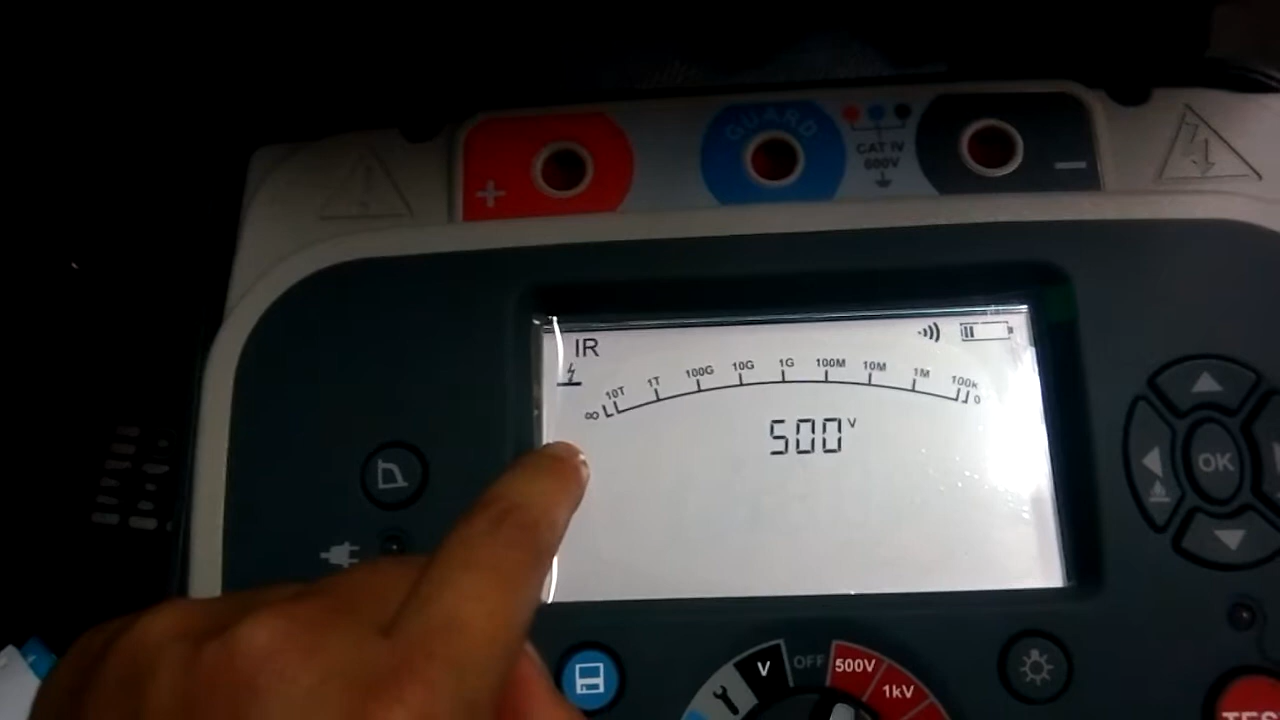 +
GUARD
CAT IV
600V
−
IR
∞ 10T 1T 100G 10G 1G 100M 10M 1M 100k 0
500 V
OK
V
OFF
500V
1kV